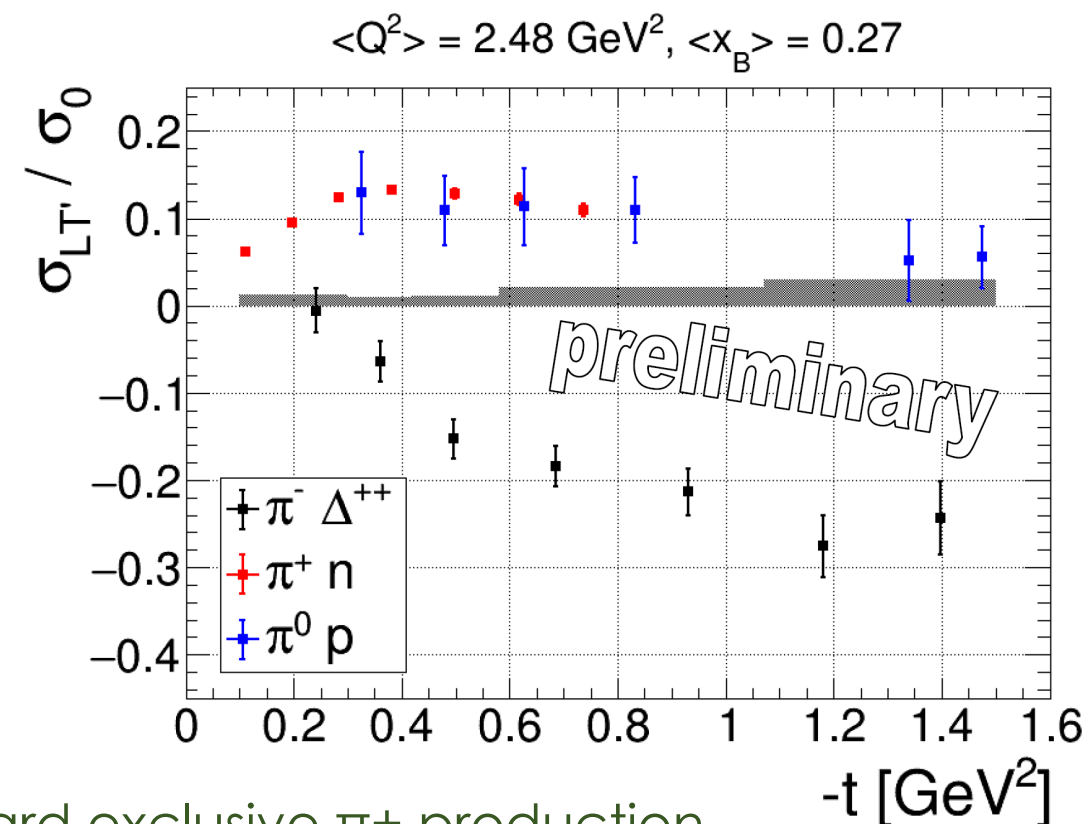 <Q²> = 2.48 GeV², <x_B> = 0.27
σ_LT' / σ_0
0.2
0.1
0
−0.1
−0.2
−0.3
−0.4
preliminary
π⁻ Δ⁺⁺
π⁺ n
π⁰ p
0 0.2 0.4 0.6 0.8 1 1.2 1.4 1.6
-t [GeV²]
exclusive π+ production